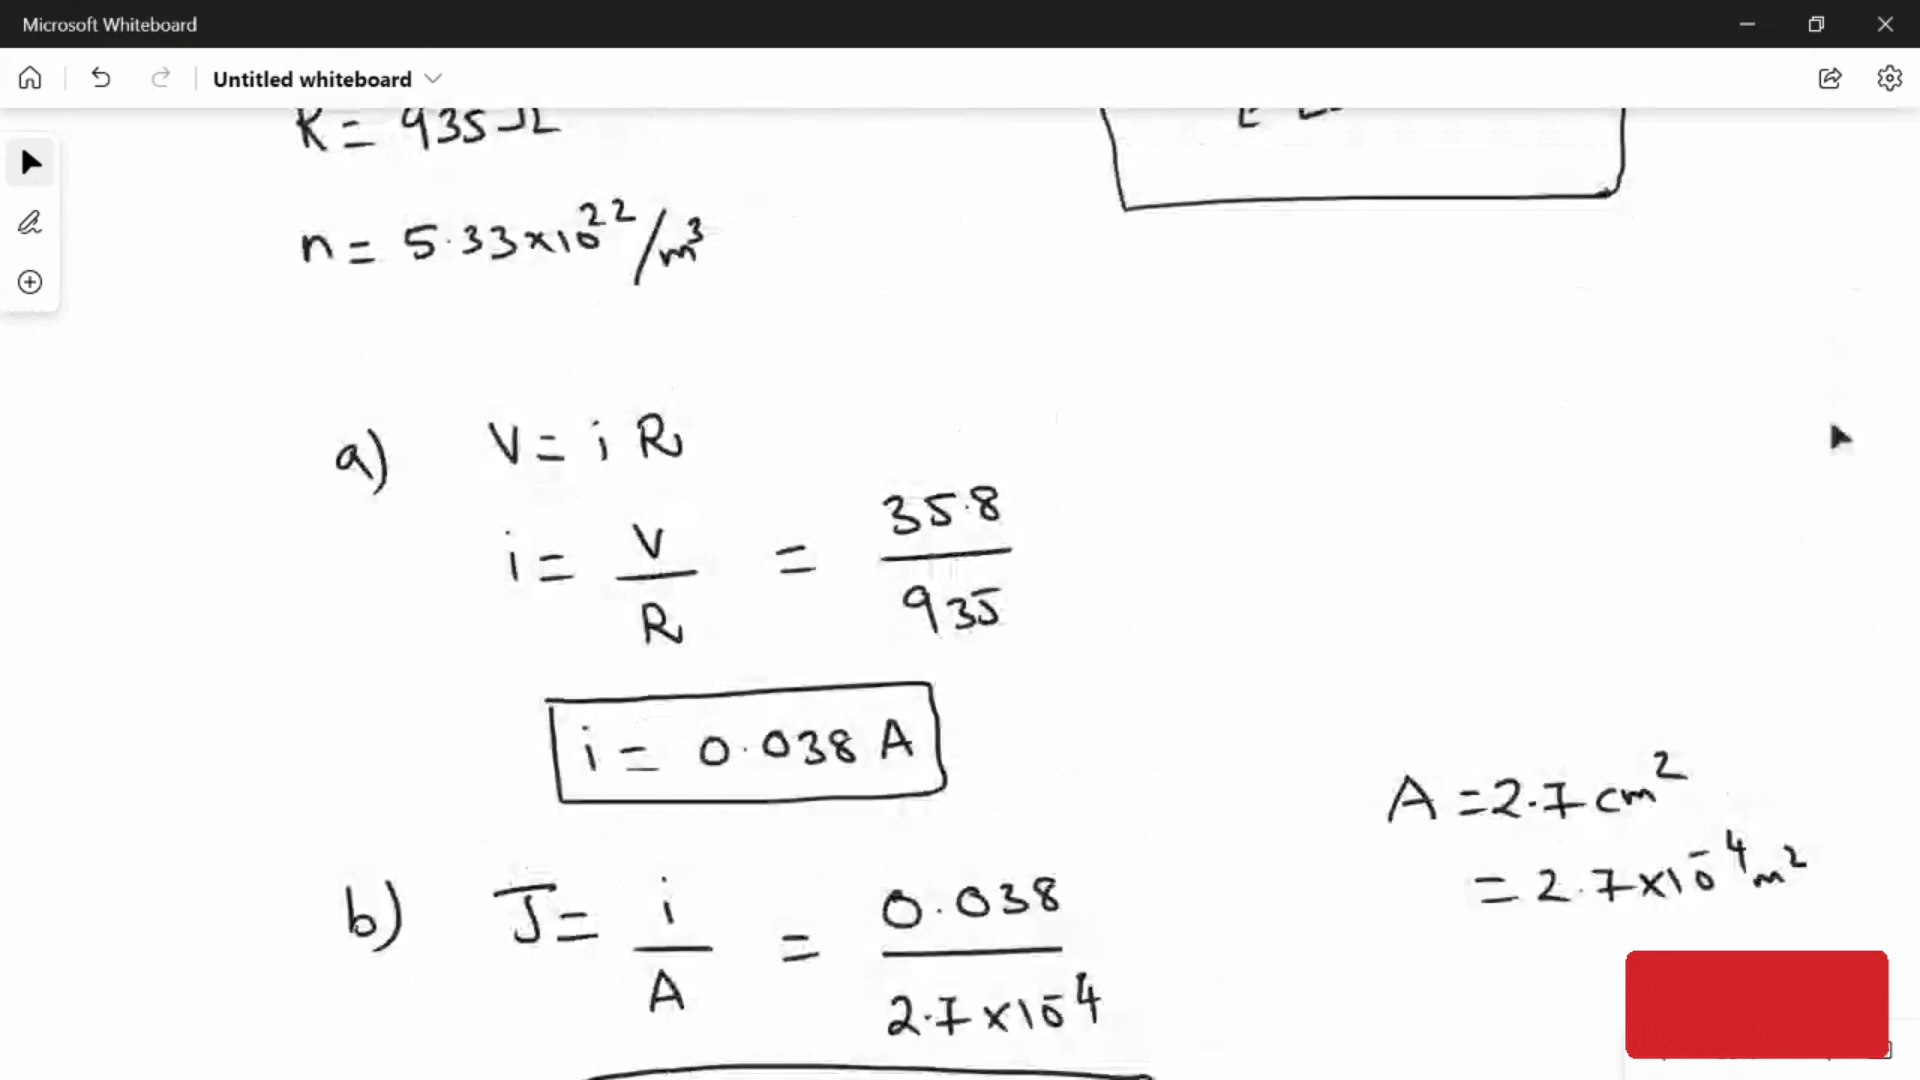 Microsoft Whiteboard
Untitled whiteboard
R = 935 Ω
n = 5.33×10²²/m³
a) V = i R
i = V/R = 35.8/935
i = 0.038 A
A = 2.7 cm²
= 2.7×10⁻⁴ m²
b) J = i/A = 0.038/2.7×10⁻⁴